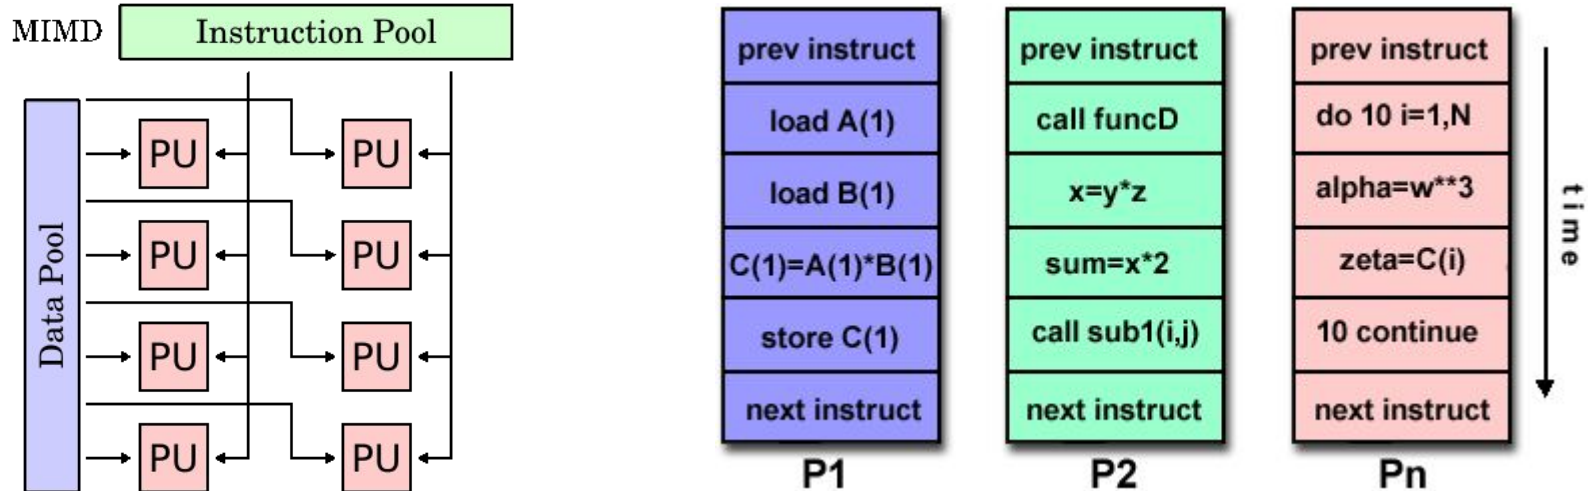 MIMD
Instruction Pool
Data Pool
PU
PU
PU
PU
PU
PU
PU
PU
prev instruct
load A(1)
load B(1)
C(1)=A(1)*B(1)
store C(1)
next instruct
P1
prev instruct
call funcD
x=y*z
sum=x*2
call sub1(i,j)
next instruct
P2
prev instruct
do 10 i=1,N
alpha=w**3
zeta=C(i)
10 continue
next instruct
Pn
time